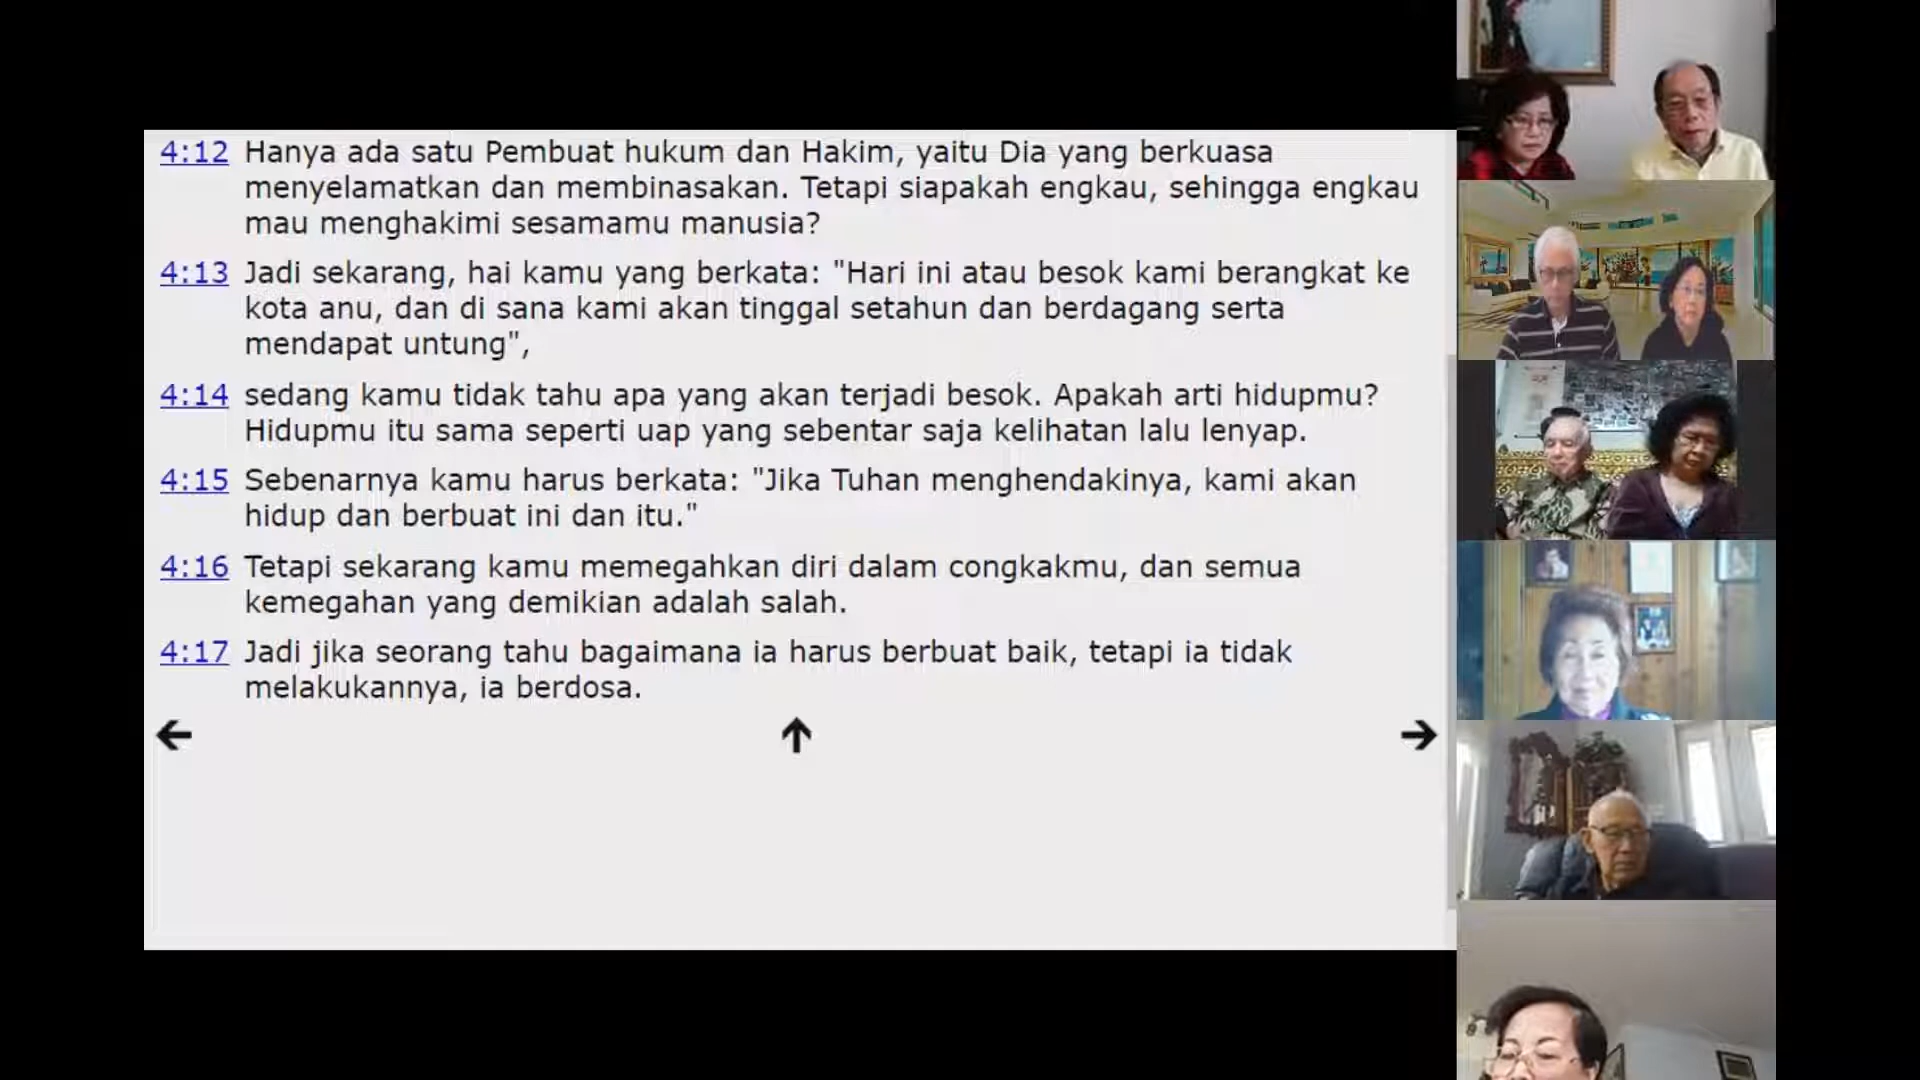 4:12 Hanya ada satu Pembuat hukum dan Hakim, yaitu Dia yang berkuasa
menyelamatkan dan membinasakan. Tetapi siapakah engkau, sehingga engkau
mau menghakimi sesamamu manusia?
4:13 Jadi sekarang, hai kamu yang berkata: "Hari ini atau besok kami berangkat ke
kota anu, dan di sana kami akan tinggal setahun dan berdagang serta
mendapat untung",
4:14 sedang kamu tidak tahu apa yang akan terjadi besok. Apakah arti hidupmu?
Hidupmu itu sama seperti uap yang sebentar saja kelihatan lalu lenyap.
4:15 Sebenarnya kamu harus berkata: "Jika Tuhan menghendakinya, kami akan
hidup dan berbuat ini dan itu."
4:16 Tetapi sekarang kamu memegahkan diri dalam congkakmu, dan semua
kemegahan yang demikian adalah salah.
4:17 Jadi jika seorang tahu bagaimana ia harus berbuat baik, tetapi ia tidak
melakukannya, ia berdosa.